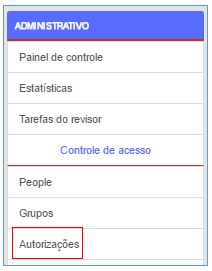 ADMINISTRATIVO
Painel de controle
Estatísticas
Tarefas do revisor
Controle de acesso
People
Grupos
Autorizações